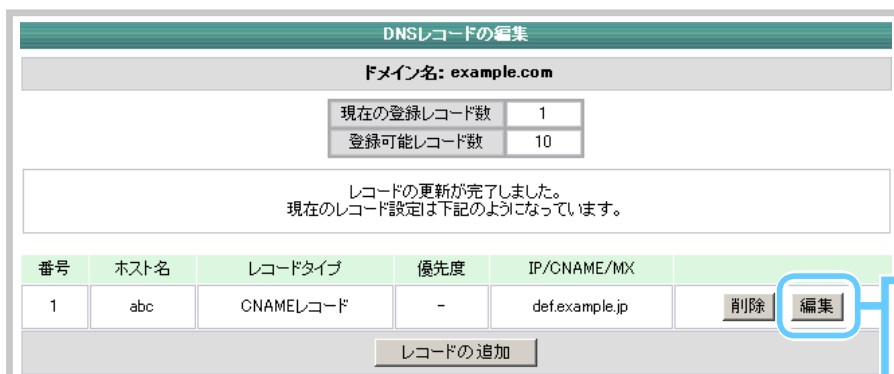 DNSレコードの編集
ドメイン名: example.com
現在の登録レコード数 1
登録可能レコード数 10
レコードの更新が完了しました。
現在のレコード設定は下記のようになっています。
番号 ホスト名 レコードタイプ 優先度 IP/CNAME/MX
1 abc CNAMEレコード - def.example.jp 削除 編集
レコードの追加